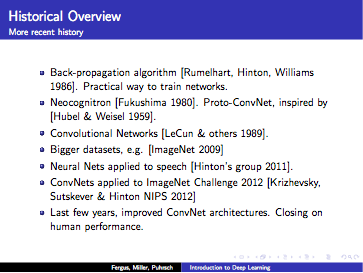 Historical Overview
More recent history
Back-propagation algorithm [Rumelhart, Hinton, Williams
1986]. Practical way to train networks.
Neocognitron [Fukushima 1980]. Proto-ConvNet, inspired by
[Hubel & Weisel 1959].
Convolutional Networks [LeCun & others 1989].
Bigger datasets, e.g. [ImageNet 2009]
Neural Nets applied to speech [Hinton's group 2011].
ConvNets applied to ImageNet Challenge 2012 [Krizhevsky,
Sutskever & Hinton NIPS 2012]
Last few years, improved ConvNet architectures. Closing on
human performance.
Fergus, Miller, Puhrsch Introduction to Deep Learning